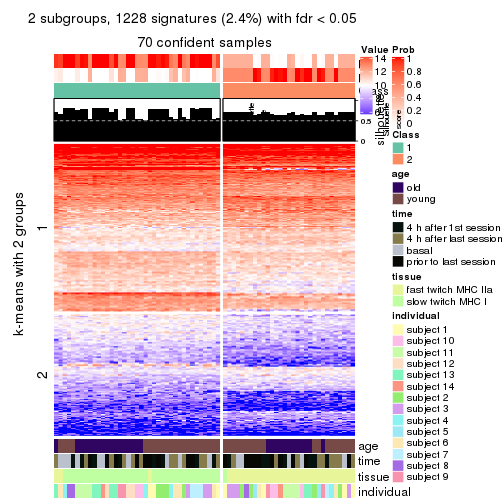 2 subgroups, 1228 signatures (2.4%) with fdr < 0.05
70 confident samples
k-means with 2 groups
1
2
Value
14
12
10
8
6
Prob
1
0.8
0.6
0.4
0.2
0
0.5
0
silhouette
score
Class
1
2
age
old
young
time
4 h after 1st session
4 h after last session
basal
prior to last session
tissue
fast twitch MHC IIa
slow twitch MHC I
individual
subject 1
subject 10
subject 11
subject 12
subject 13
subject 14
subject 2
subject 3
subject 4
subject 5
subject 6
subject 7
subject 8
subject 9
age
time
tissue
individual